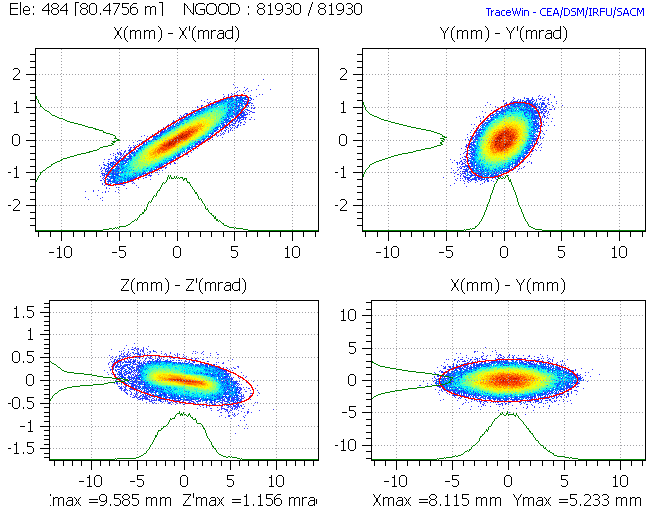 Ele: 484 [80.4756 m] NGOOD : 81930 / 81930
TraceWin - CEA/DSM/IRFU/SACM
X(mm) - X'(mrad)
Y(mm) - Y'(mrad)
2
1
0
-1
-2
-10 -5 0 5 10
2
1
0
-1
-2
-10 -5 0 5 10
Z(mm) - Z'(mrad)
X(mm) - Y(mm)
1.5
1
0.5
0
-0.5
-1
-1.5
-10 -5 0 5 10
10
5
0
-5
-10
-10 -5 0 5 10
max =9.585 mm Z'max =1.156 mra
Xmax =8.115 mm Ymax =5.233 mm